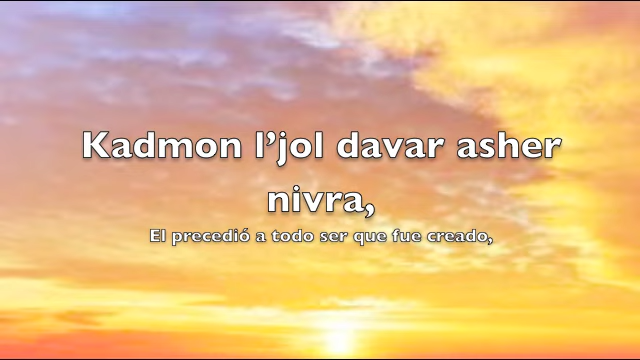 Kadmon l’jol davar asher
nivra,
El precedió a todo ser que fue creado,